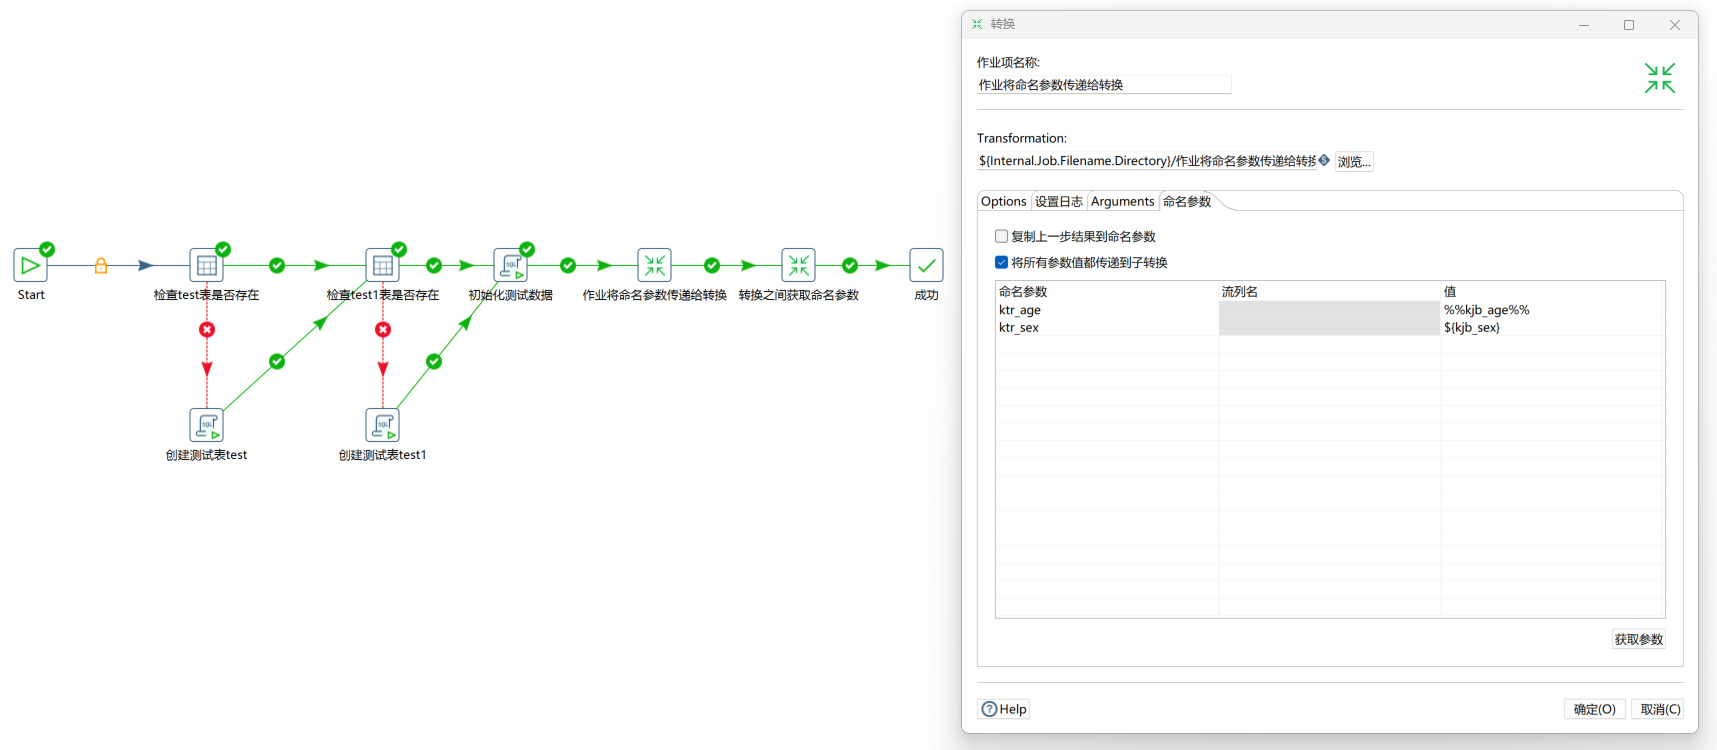 Start
检查test表是否存在
检查test1表是否存在
初始化测试数据
作业将命名参数传递给转换
转换之间获取命名参数
成功
SQL
SQL
创建测试表test
SQL
创建测试表test1
转换
作业项名称:
作业将命名参数传递给转换
Transformation:
${Internal.Job.Filename.Directory}/作业将命名参数传递给转换
浏览...
Options 设置日志 Arguments 命名参数
复制上一步结果到命名参数
将所有参数值都传递到子转换
命名参数 流列名 值
ktr_age %%kjb_age%%
ktr_sex ${kjb_sex}
获取参数
Help 确定(O) 取消(C)